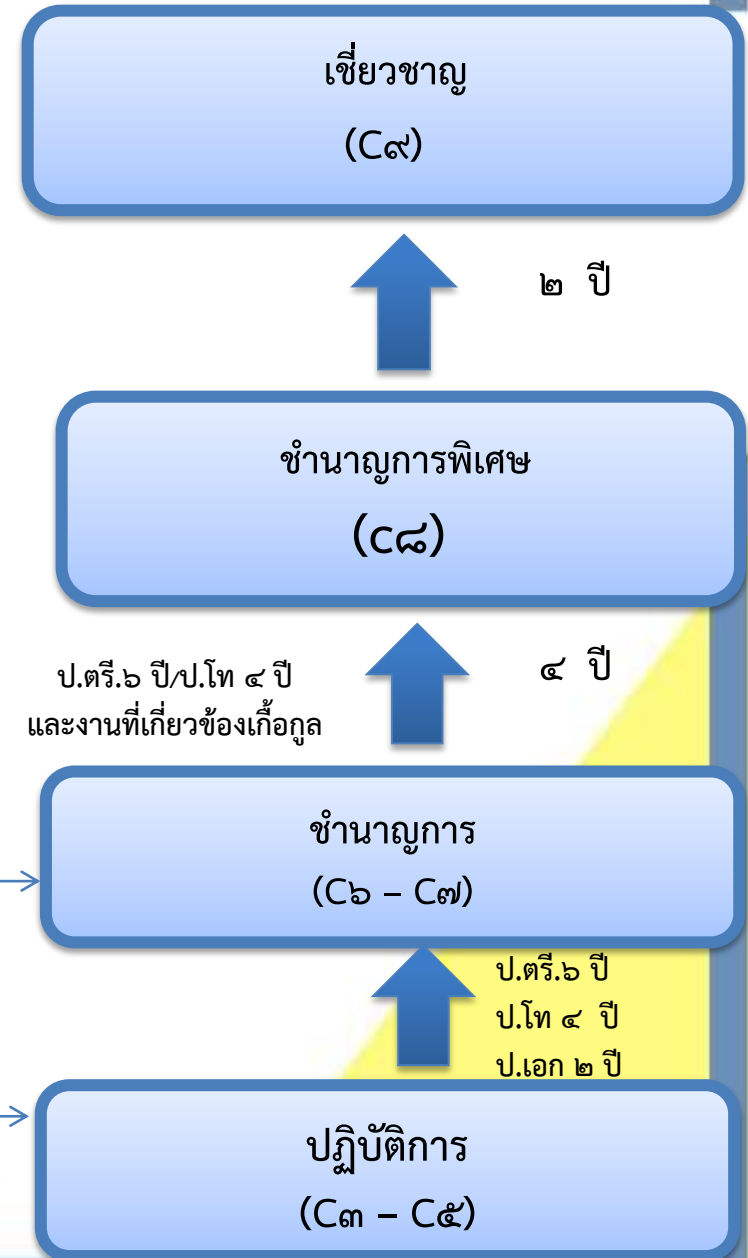 เชี่ยวชาญ
(C๙)
๒ ปี
ชำนาญการพิเศษ
(C๘)
ป.ตรี.๖ ปี/ป.โท ๔ ปี
และงานที่เกี่ยวข้องเกื้อกูล
๔ ปี
ชำนาญการ
(C๖ – C๗)
ป.ตรี.๖ ปี
ป.โท ๔ ปี
ป.เอก ๒ ปี
ปฏิบัติการ
(C๓ – C๕)